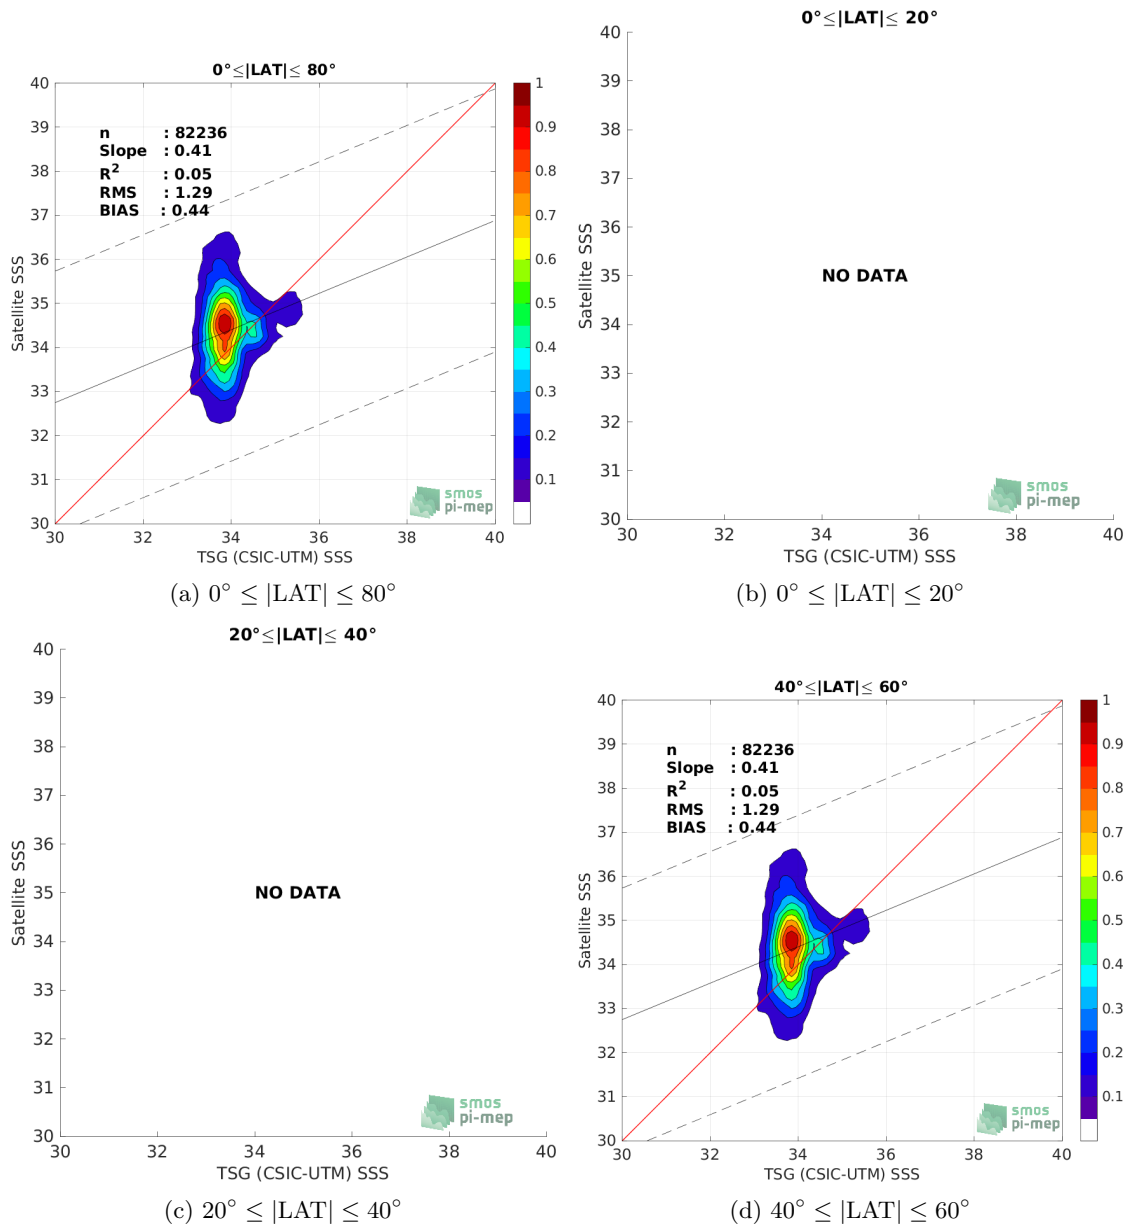 0°≤|LAT|≤ 80°
Satellite SSS
40
39
38
37
36
35
34
33
32
31
30
n : 82236
Slope : 0.41
R² : 0.05
RMS : 1.29
BIAS : 0.44
1
0.9
0.8
0.7
0.6
0.5
0.4
0.3
0.2
0.1
smos
pi-mep
30 32 34 36 38 40
TSG (CSIC-UTM) SSS
(a) 0° ≤ |LAT| ≤ 80°
0°≤|LAT|≤ 20°
Satellite SSS
40
39
38
37
36
35
34
33
32
31
30
NO DATA
smos
pi-mep
30 32 34 36 38 40
TSG (CSIC-UTM) SSS
(b) 0° ≤ |LAT| ≤ 20°
20°≤|LAT|≤ 40°
Satellite SSS
40
39
38
37
36
35
34
33
32
31
30
NO DATA
smos
pi-mep
30 32 34 36 38 40
TSG (CSIC-UTM) SSS
(c) 20° ≤ |LAT| ≤ 40°
40°≤|LAT|≤ 60°
Satellite SSS
40
39
38
37
36
35
34
33
32
31
30
n : 82236
Slope : 0.41
R² : 0.05
RMS : 1.29
BIAS : 0.44
1
0.9
0.8
0.7
0.6
0.5
0.4
0.3
0.2
0.1
smos
pi-mep
30 32 34 36 38 40
TSG (CSIC-UTM) SSS
(d) 40° ≤ |LAT| ≤ 60°